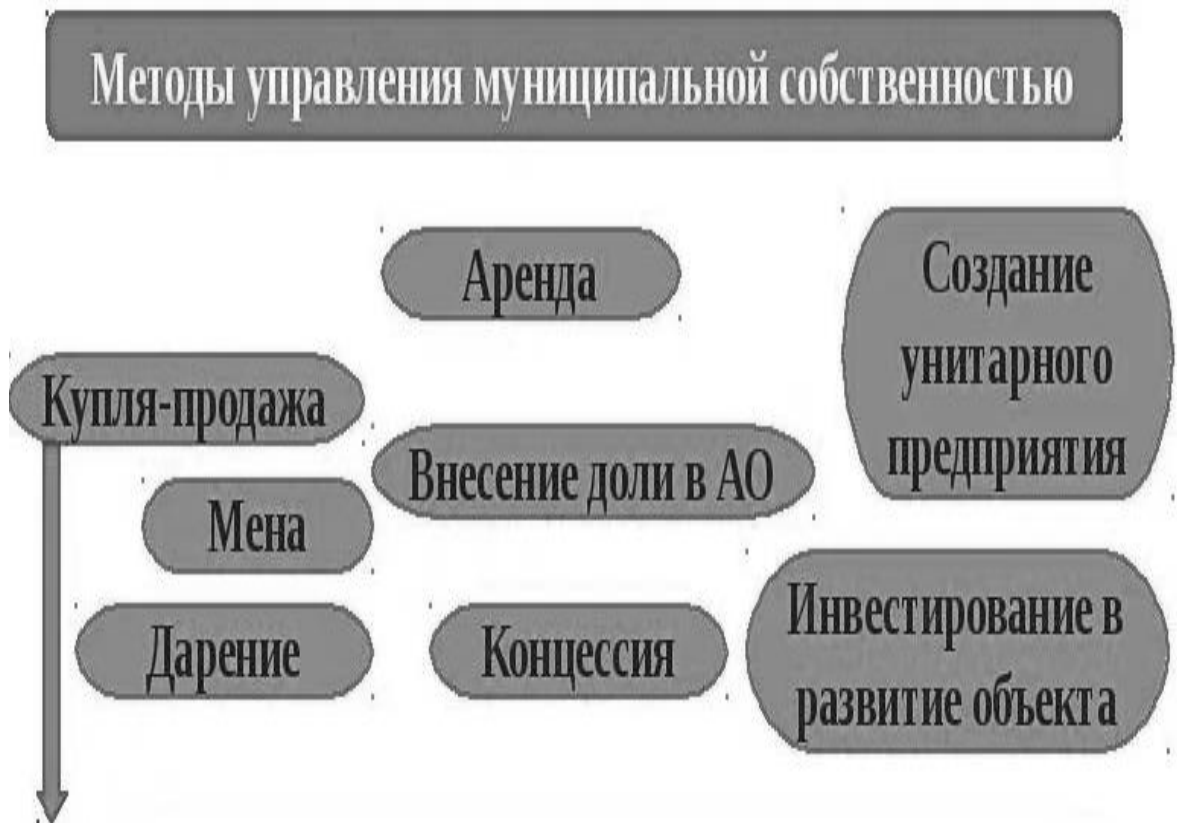 Методы управления муниципальной собственностью
Аренда
Создание
унитарного
предприятия
Купля-продажа
Внесение доли в АО
Мена
Дарение
Концессия
Инвестирование в
развитие объекта